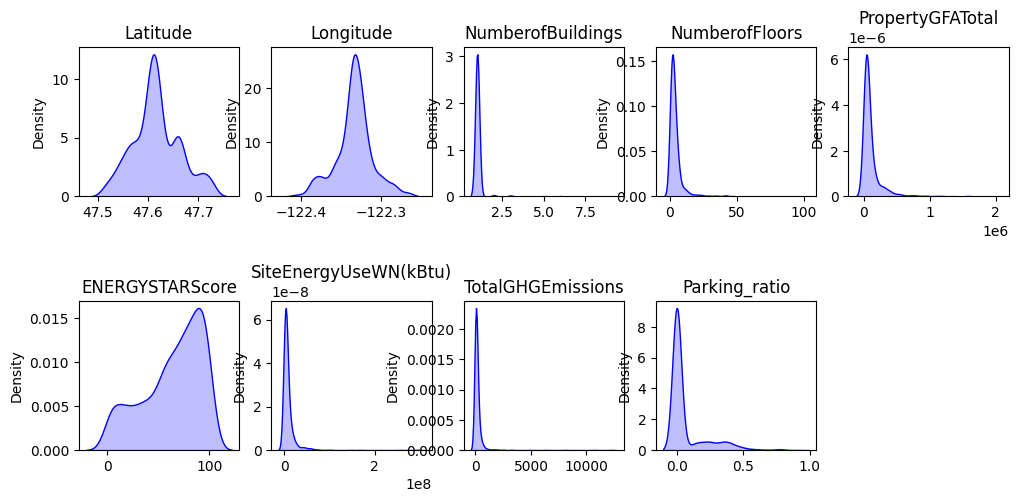 Latitude
Density
10
5
0
47.5
47.6
47.7
Longitude
Density
20
10
0
−122.4
−122.3
NumberofBuildings
Density
3
2
1
0
2.5
5.0
7.5
NumberofFloors
Density
0.15
0.10
0.05
0.00
0
50
100
PropertyGFATotal
1e−6
Density
6
4
2
0
0
1
2
1e6
ENERGYSTARScore
Density
0.015
0.010
0.005
0.000
0
100
SiteEnergyUseWN(kBtu)
1e−8
Density
6
4
2
0
0
2
1e8
TotalGHGEmissions
Density
0.0020
0.0015
0.0010
0.0005
0.0000
0
5000
10000
Parking_ratio
Density
8
6
4
2
0
0.0
0.5
1.0